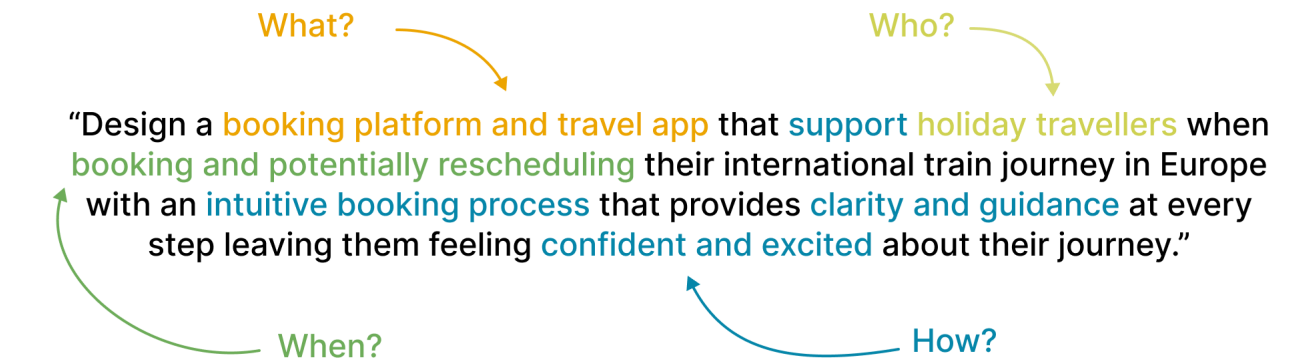 What?
Who?
“Design a booking platform and travel app that support holiday travellers when
booking and potentially rescheduling their international train journey in Europe
with an intuitive booking process that provides clarity and guidance at every
step leaving them feeling confident and excited about their journey.”
When?
How?